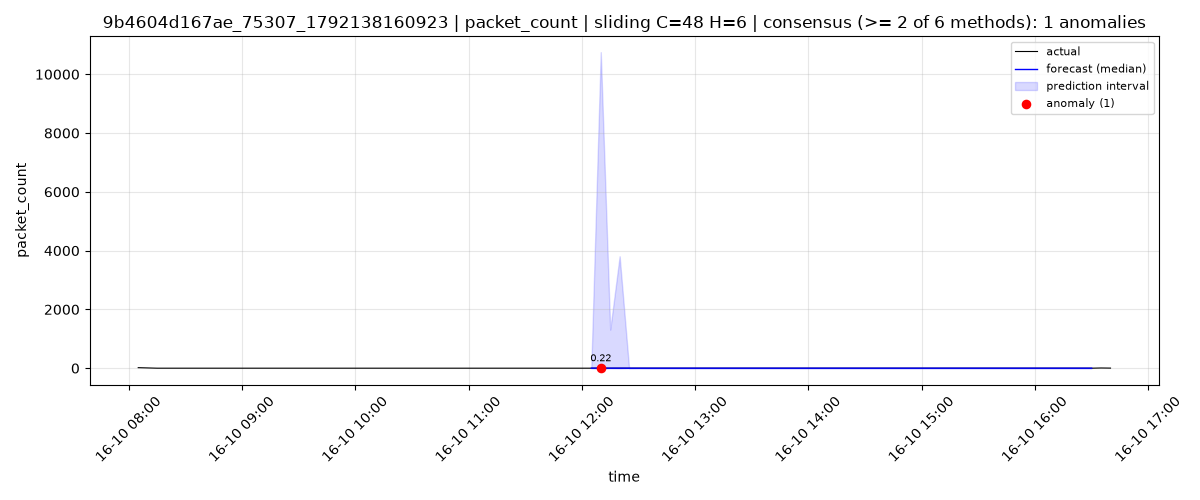 9b4604d167ae_75307_1792138160923 | packet_count | sliding C=48 H=6 | consensus (>= 2 of 6 methods): 1 anomalies
actual
forecast (median)
prediction interval
anomaly (1)
packet_count
10000
8000
6000
4000
2000
0
0.22
16-10 08:00
16-10 09:00
16-10 10:00
16-10 11:00
16-10 12:00
16-10 13:00
16-10 14:00
16-10 15:00
16-10 16:00
16-10 17:00
time